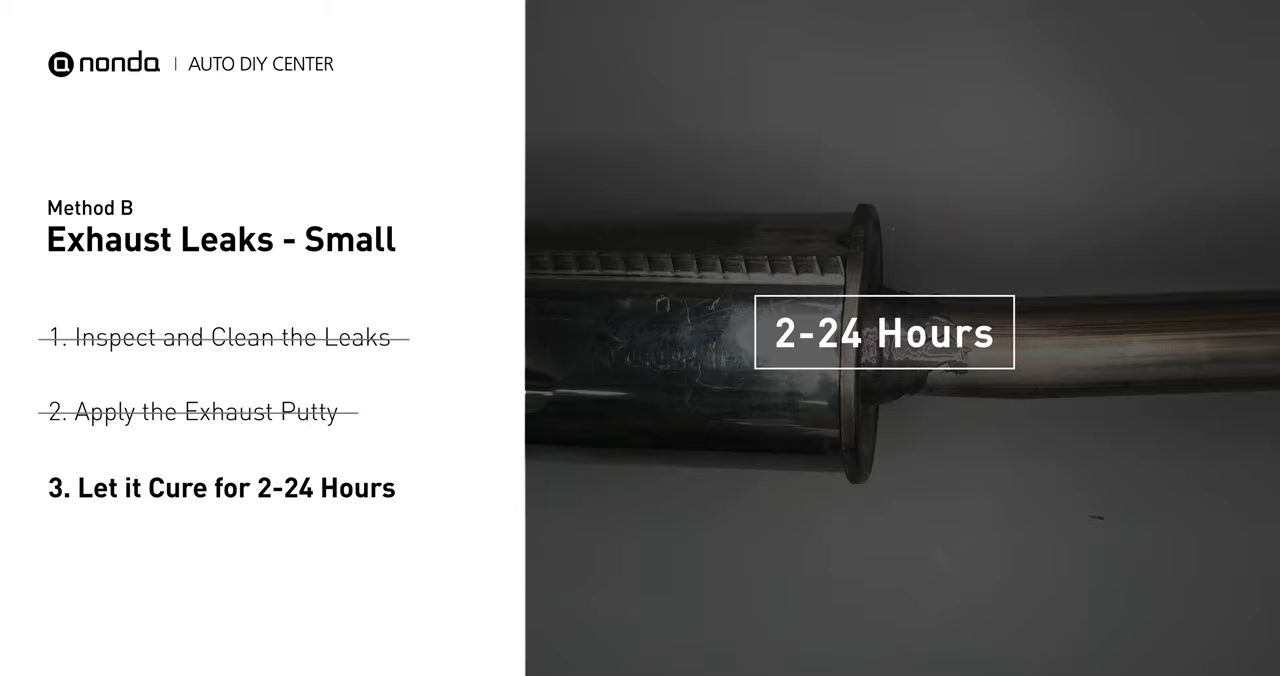 nonda | AUTO DIY CENTER
Method B
Exhaust Leaks - Small
1. Inspect and Clean the Leaks
2. Apply the Exhaust Putty
3. Let it Cure for 2-24 Hours
2-24 Hours